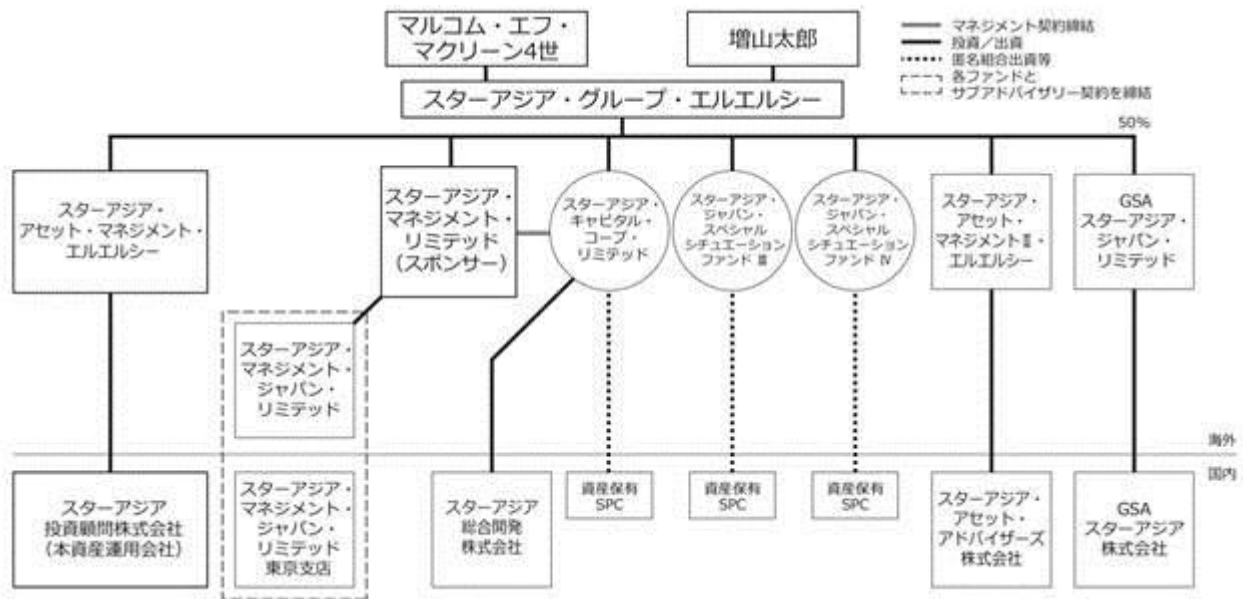 マルコム・エフ・
マクリーン4世
増山太郎
マネジメント契約締結
投資／出資
匿名組合出資等
各ファンドと
サブアドバイザリー契約を締結
スターアジア・グループ・エルエルシー
50%
スターアジア・
アセット・マネジメント・
エルエルシー
スターアジア・
マネジメント・
リミテッド
（スポンサー）
スターアジア・
キャピタル・
コープ・
リミテッド
スターアジア・
ジャパン・
スペシャル
シチュエーション
ファンド Ⅲ
スターアジア・
ジャパン・
スペシャル
シチュエーション
ファンド Ⅳ
スターアジア・
アセット・
マネジメントⅡ・
エルエルシー
GSA
スターアジア・
ジャパン・
リミテッド
スターアジア・
マネジメント・
ジャパン・
リミテッド
海外
国内
スターアジア
投資顧問株式会社
（本資産運用会社）
スターアジア・
マネジメント・
ジャパン・
リミテッド
東京支店
スターアジア
総合開発
株式会社
資産保有
SPC
資産保有
SPC
資産保有
SPC
スターアジア・
アセット・
アドバイザーズ
株式会社
GSA
スターアジア
株式会社